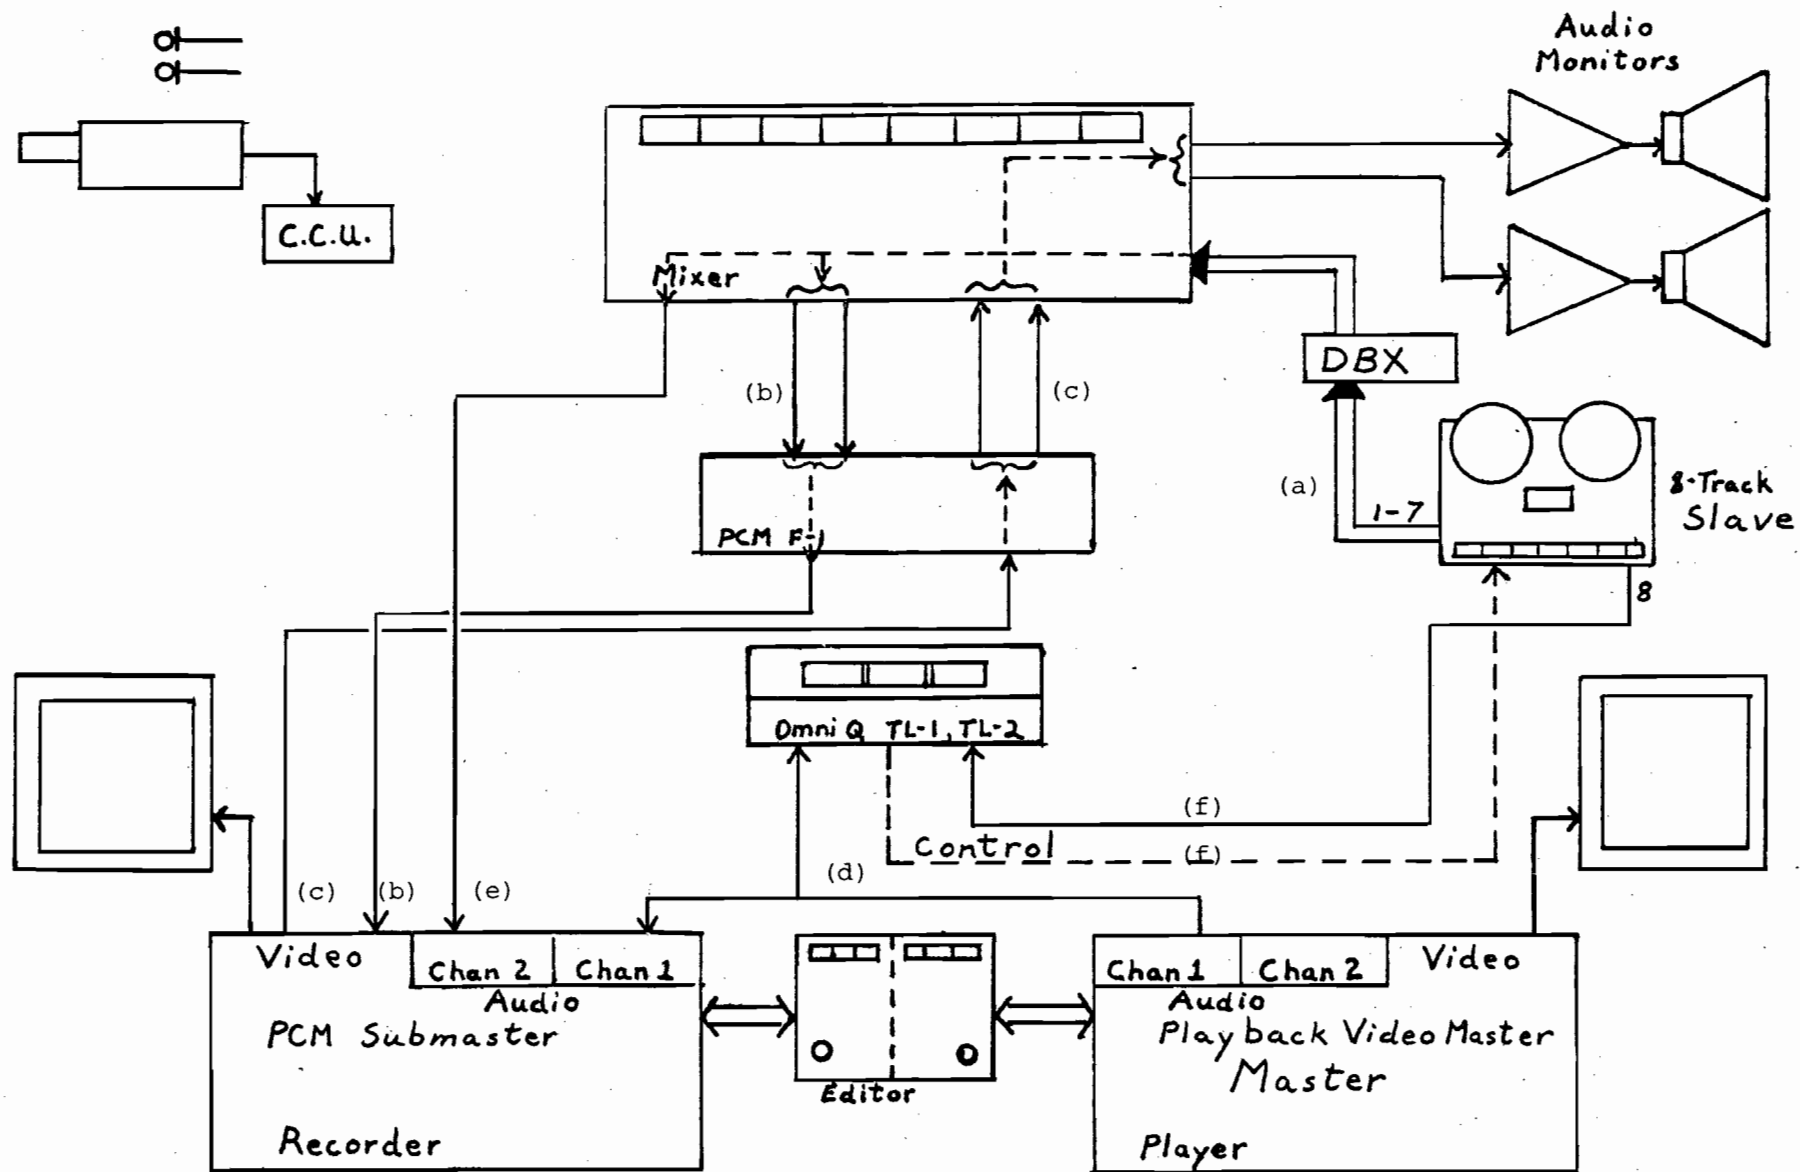 Audio
Monitors
C.C.U.
Mixer
DBX
(b)
(c)
(a)
1-7
8-Track
Slave
PCM F-1
8
Omni Q TL-1, TL-2
(f)
Control
(f)
(d)
(c)
(b)
(e)
Video
Chan 2
Chan 1
Audio
PCM Submaster
Recorder
Editor
Chan 1
Chan 2
Video
Audio
Playback Video Master
Master
Player